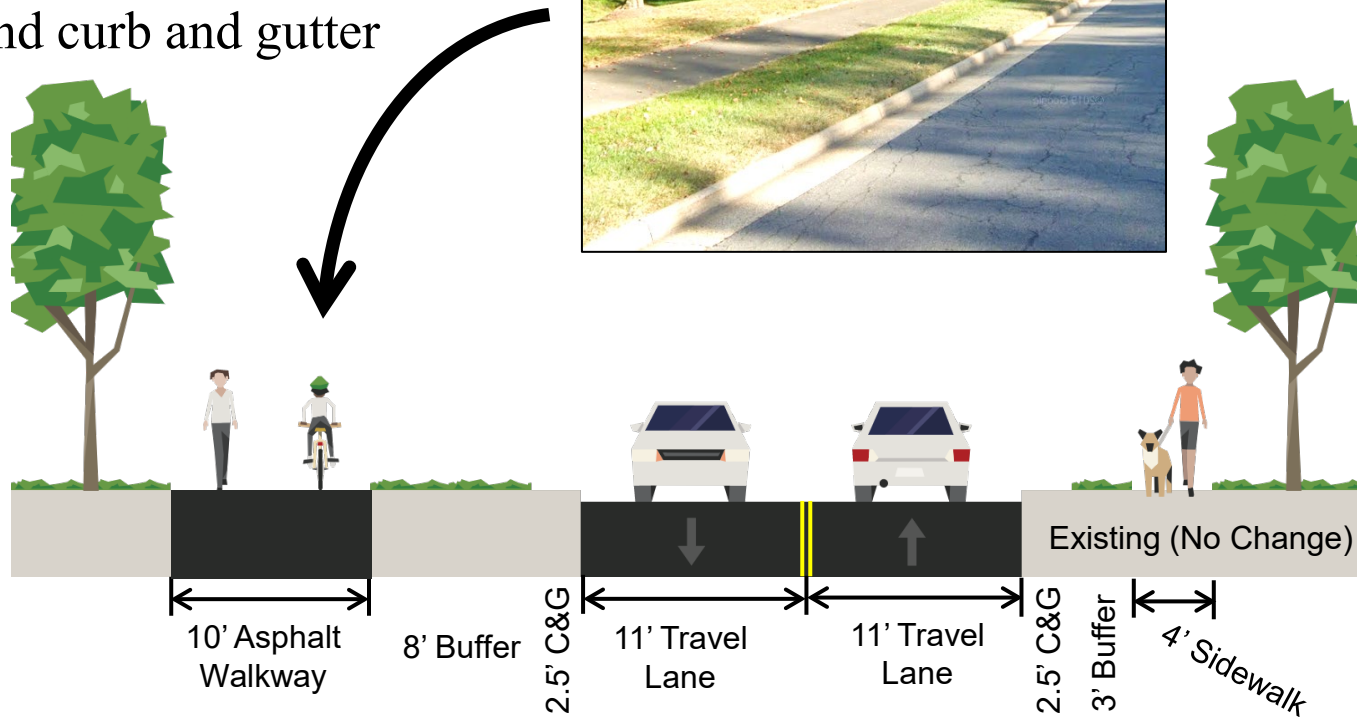 nd curb and gutter
Existing (No Change)
10’ Asphalt
Walkway
8’ Buffer
2.5’ C&G
11’ Travel
Lane
11’ Travel
Lane
2.5’ C&G
3’ Buffer
4’ Sidewalk